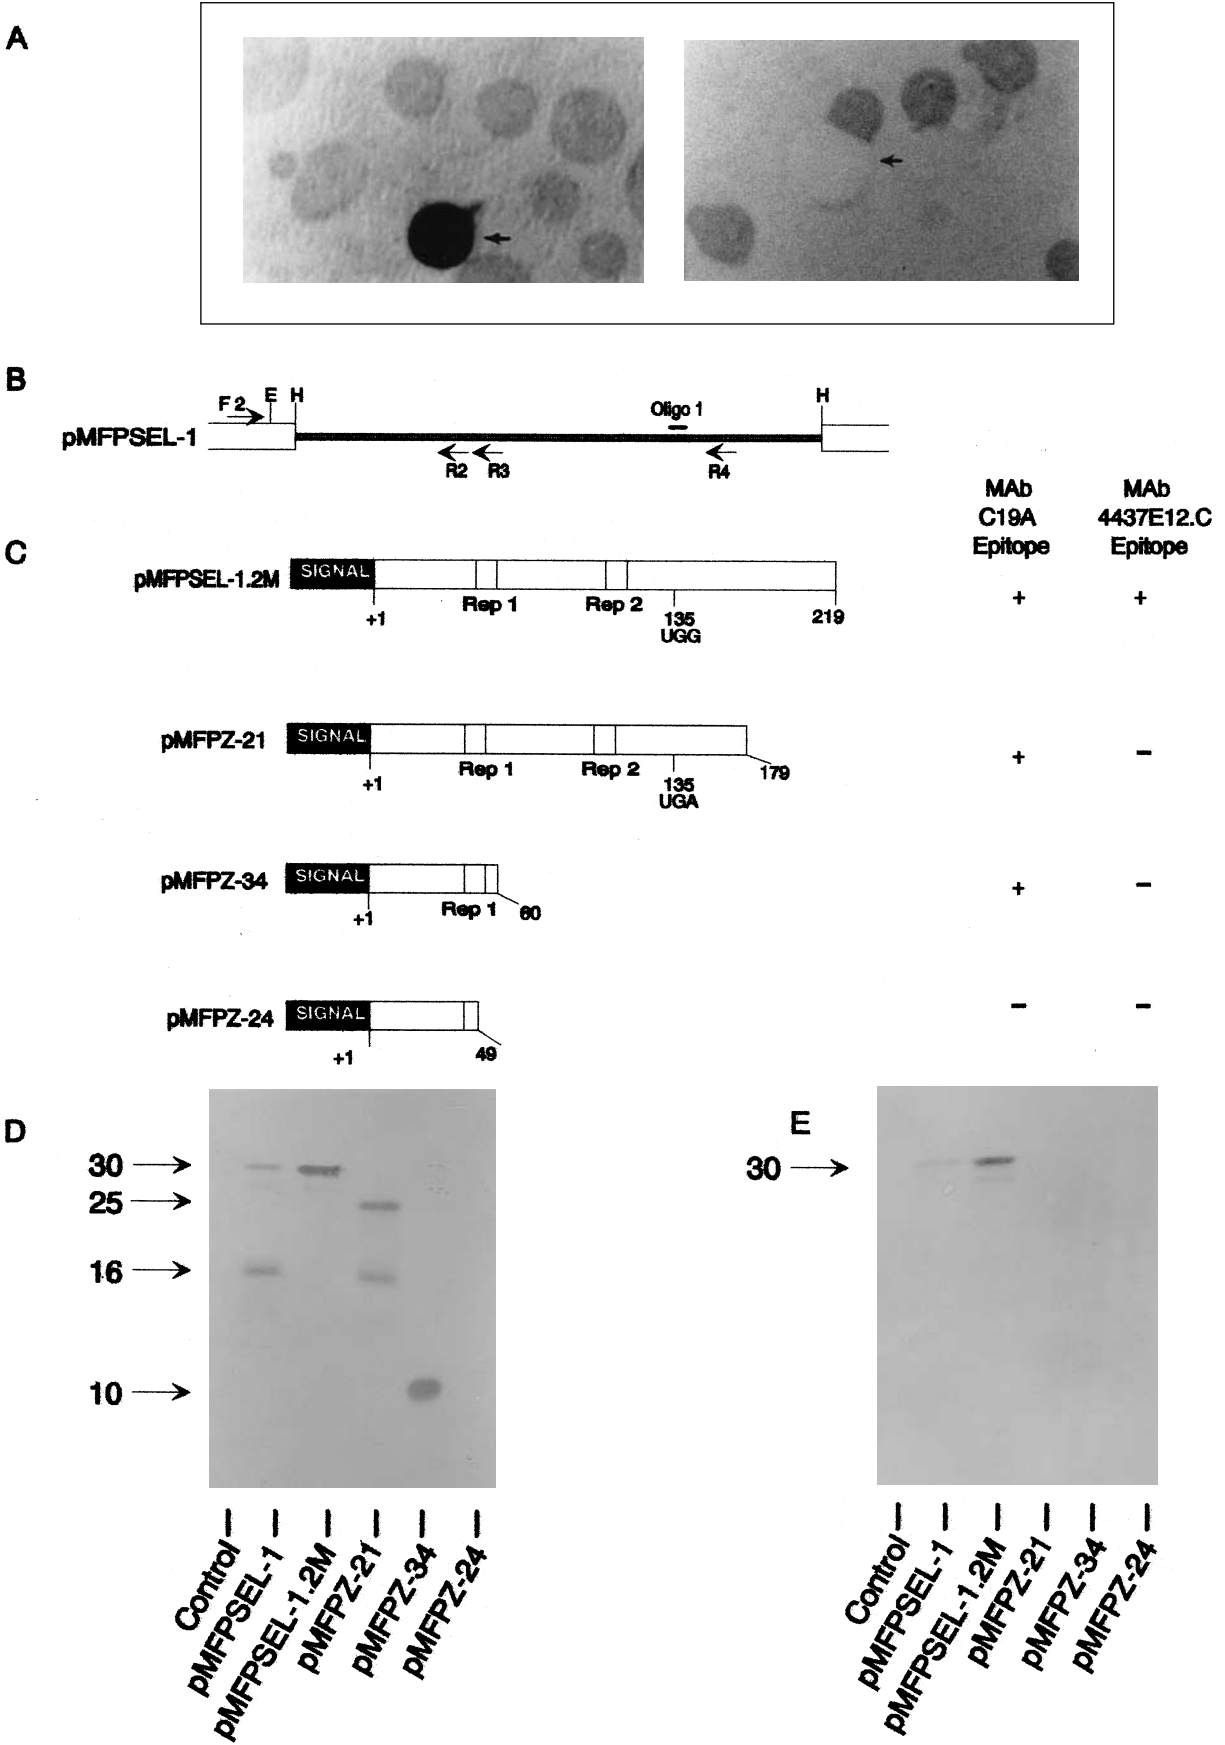 A
B
F 2 E H H
Oligo 1
pMFPSEL-1
R2 R3 R4
MAb MAb
C19A 4437E12.C
Epitope Epitope
C
SIGNAL
pMFPSEL-1.2M
Rep 1 Rep 2
+ +
+1 135 219
UGG
SIGNAL
pMFPZ-21
Rep 1 Rep 2 179
+ –
+1 135
UGA
SIGNAL
pMFPZ-34
+ –
+1 Rep 1 60
SIGNAL
pMFPZ-24
– –
+1 49
D
30
25
16
10
Control
pMFPSEL-1
pMFPSEL-1.2M
pMFPZ-21
pMFPZ-34
pMFPZ-24
E
30
Control
pMFPSEL-1
pMFPSEL-1.2M
pMFPZ-21
pMFPZ-34
pMFPZ-24